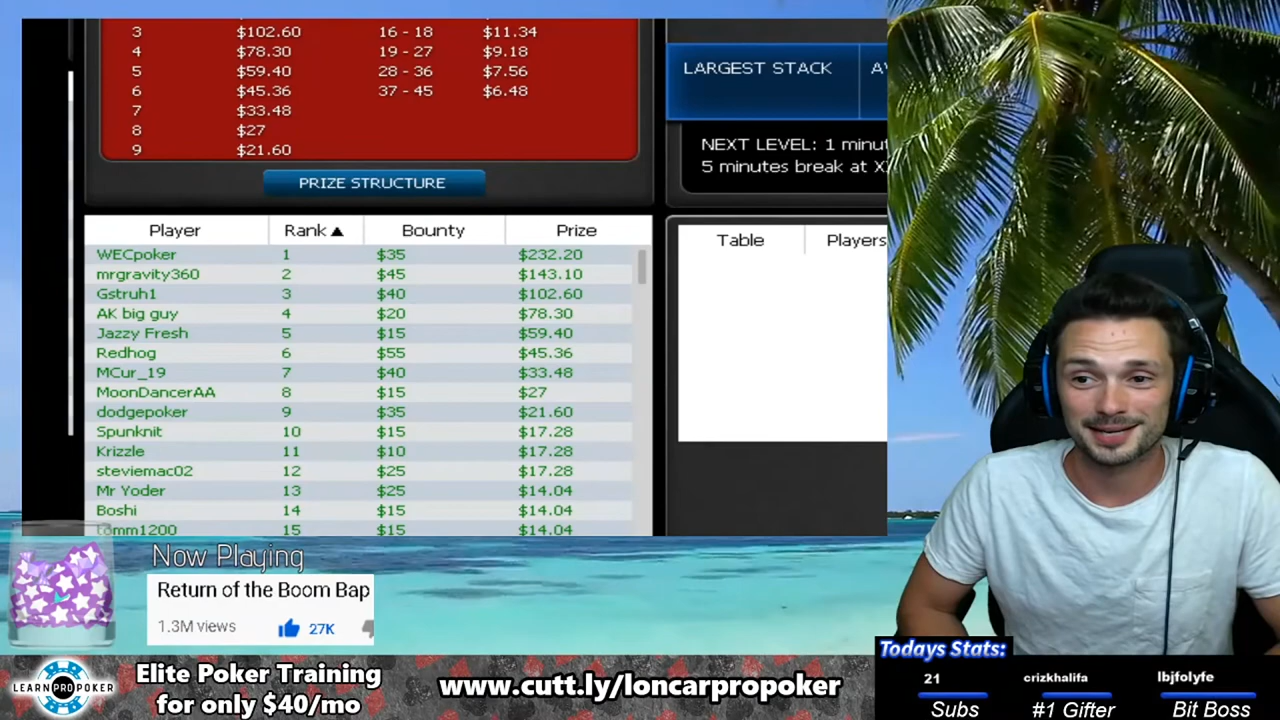 3 $102.60 16 - 18 $11.34
4 $78.30 19 - 27 $9.18
5 $59.40 28 - 36 $7.56
6 $45.36 37 - 45 $6.48
7 $33.48
8 $27
9 $21.60
PRIZE STRUCTURE
LARGEST STACK
NEXT LEVEL: 1 minut
5 minutes break at
Player Rank ▲ Bounty Prize
WECpoker 1 $35 $232.20
mrgravity360 2 $45 $143.10
Gstruh1 3 $40 $102.60
AK big guy 4 $20 $78.30
Jazzy Fresh 5 $15 $59.40
Redhog 6 $55 $45.36
MCur_19 7 $40 $33.48
MoonDancerAA 8 $15 $27
dodgepoker 9 $35 $21.60
Spunknit 10 $15 $17.28
Krizzle 11 $10 $17.28
steviemac02 12 $25 $17.28
Mr Yoder 13 $25 $14.04
Boshi 14 $15 $14.04
tomm1200 15 $15 $14.04
Table Players
Now Playing
Return of the Boom Bap
1.3M views 27K
LEARNPROPOKER
Elite Poker Training
for only $40/mo
www.cutt.ly/loncarpropoker
Todays Stats:
21 crizkhalifa lbjfolyfe
Subs #1 Gifter Bit Boss